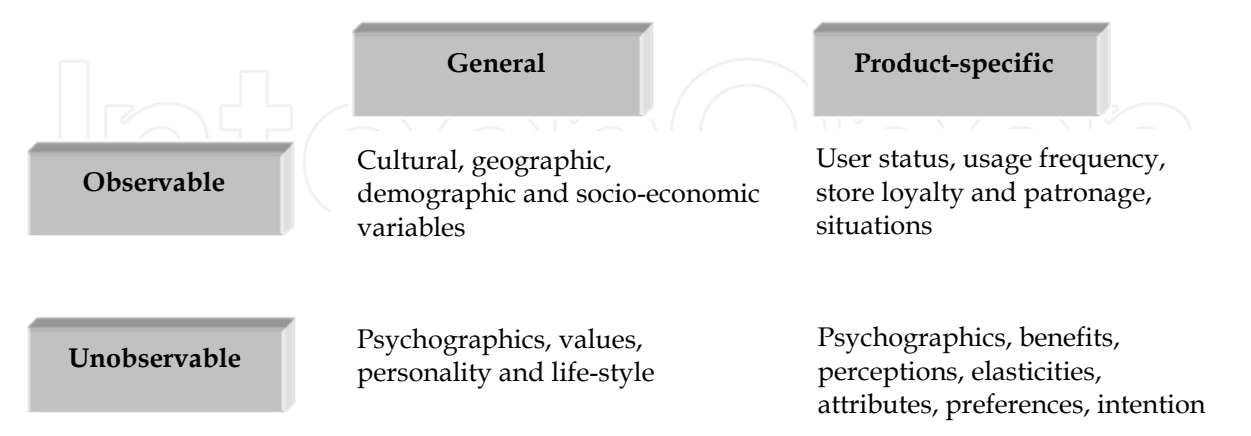 General
Product-specific
Observable
Cultural, geographic,
demographic and socio-economic
variables
User status, usage frequency,
store loyalty and patronage,
situations
Unobservable
Psychographics, values,
personality and life-style
Psychographics, benefits,
perceptions, elasticities,
attributes, preferences, intention